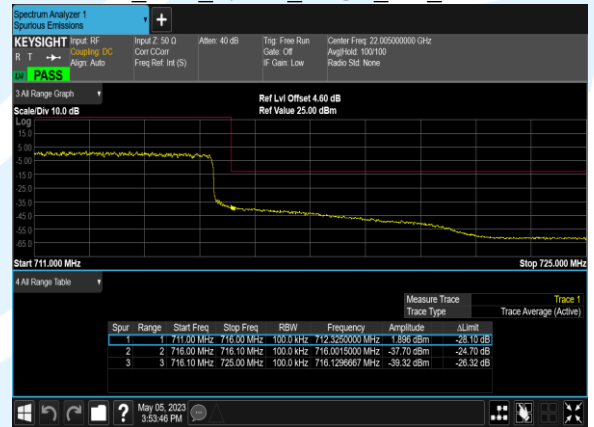 Spectrum Analyzer 1
Spurious Emissions
+
KEYSIGHT Input: RF
R T Coupling: DC
Align: Auto
LXI PASS
Input Z: 50 Ω
Corr CCorr
Freq Ref: Int (S)
Atten: 40 dB
Trig: Free Run
Gate: Off
IF Gain: Low
Center Freq: 22.005000000 GHz
Avg|Hold: 100/100
Radio Std: None
3 All Range Graph
Scale/Div 10.0 dB
Ref Lvl Offset 4.60 dB
Ref Value 25.00 dBm
Log
15.0
5.00
-5.00
-15.0
-25.0
-35.0
-45.0
-55.0
-65.0
Start 711.000 MHz
Stop 725.000 MHz
4 All Range Table
Measure Trace Trace 1
Trace Type Trace Average (Active)
Spur Range Start Freq Stop Freq RBW Frequency Amplitude ΔLimit
1 1 711.00 MHz 716.00 MHz 100.0 kHz 712.3250000 MHz 1.896 dBm -28.10 dB
2 2 716.00 MHz 716.10 MHz 100.0 kHz 716.0015000 MHz -37.70 dBm -24.70 dB
3 3 716.10 MHz 725.00 MHz 100.0 kHz 716.1296667 MHz -39.32 dBm -26.32 dB
?
May 05, 2023
3:53:46 PM